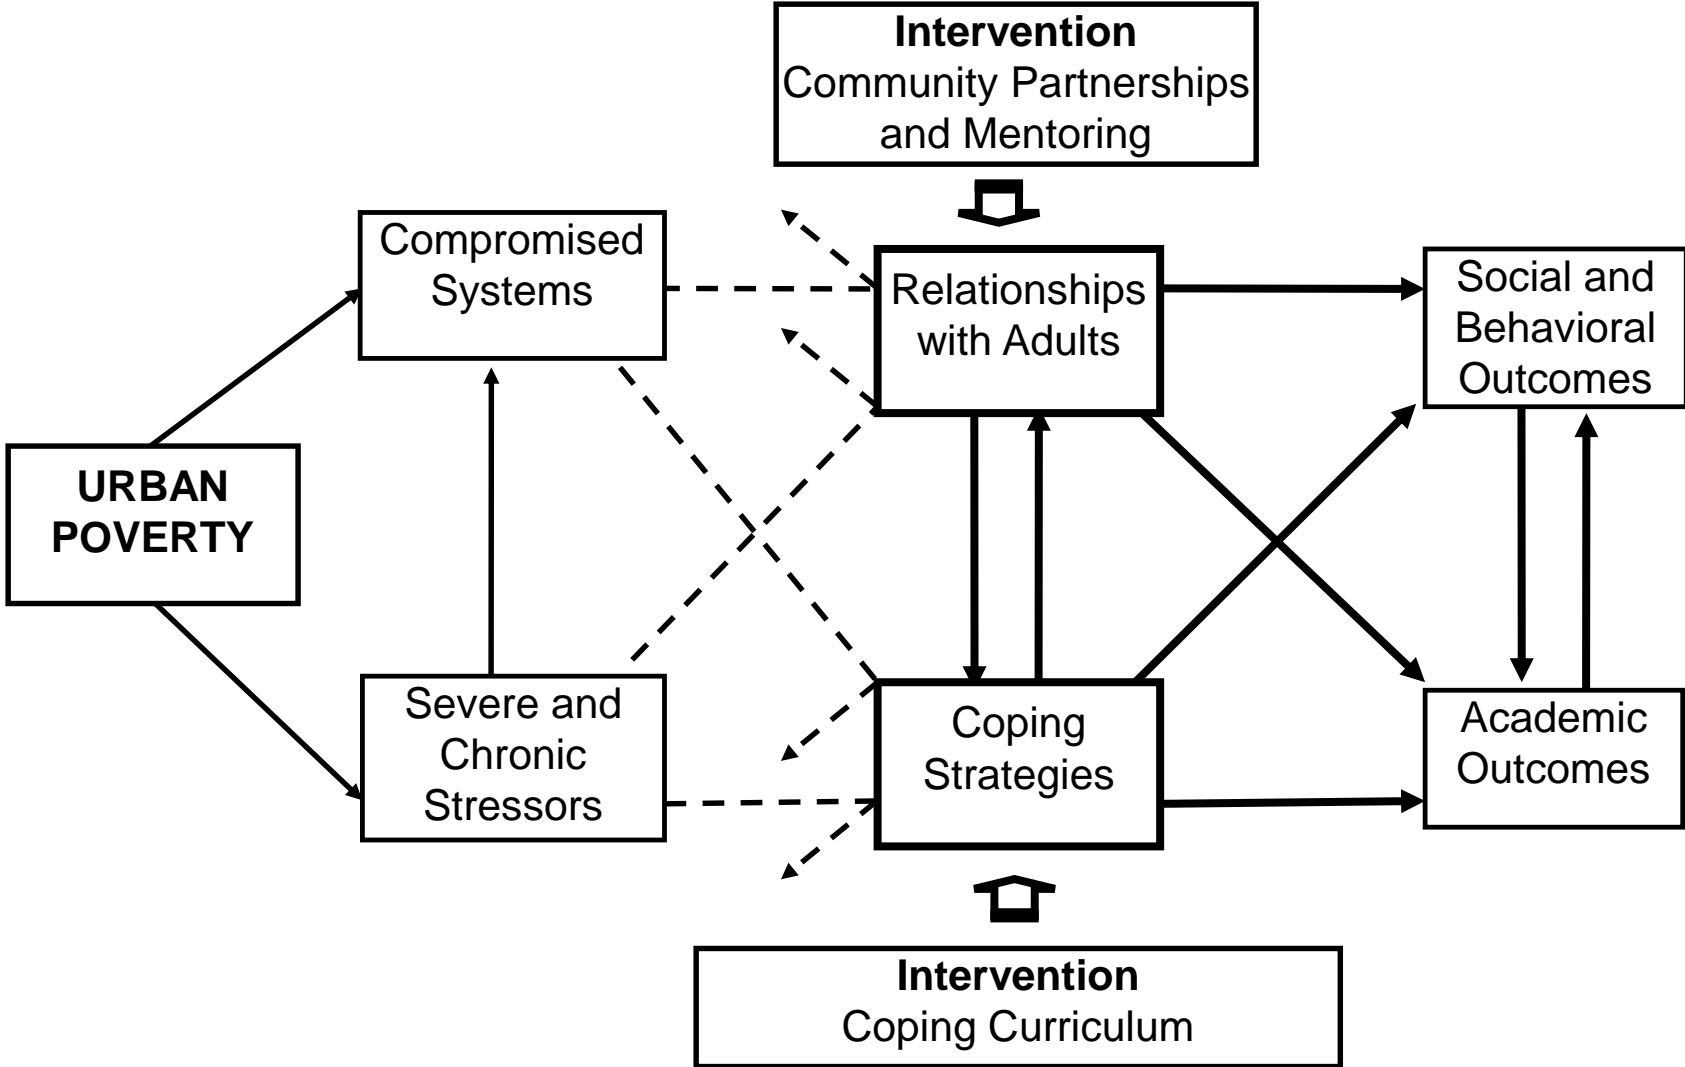 Intervention
Community Partnerships
and Mentoring
Compromised
Systems
Relationships
with Adults
Social and
Behavioral
Outcomes
URBAN
POVERTY
Severe and
Chronic
Stressors
Coping
Strategies
Academic
Outcomes
Intervention
Coping Curriculum